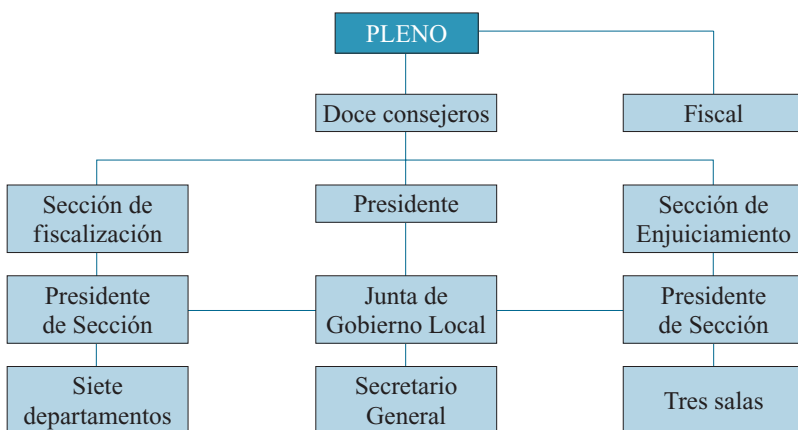 PLENO
Doce consejeros
Fiscal
Sección de
fiscalización
Presidente
Sección de
Enjuiciamiento
Presidente
de Sección
Junta de
Gobierno Local
Presidente
de Sección
Siete
departamentos
Secretario
General
Tres salas